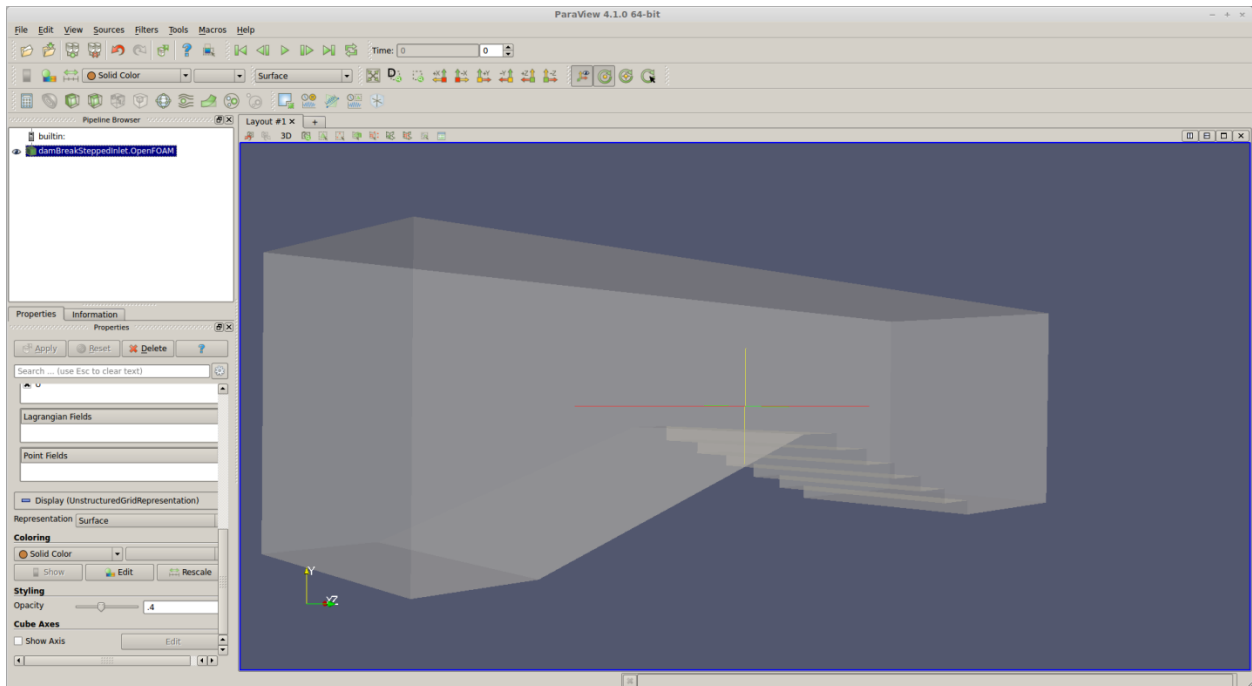 ParaView 4.1.0 64-bit
File Edit View Sources Filters Tools Macros Help
Time: 0 0
Solid Color Surface
Pipeline Browser
Layout #1 × +
builtin:
3D
damBreakSteppedInlet.OpenFOAM
Y
YZ
Properties Information
Properties
Apply Reset Delete ?
Search ... (use Esc to clear text)
Lagrangian Fields
Point Fields
Display (UnstructuredGridRepresentation)
Representation Surface
Coloring
Solid Color
Show Edit Rescale
Styling
Opacity .4
Cube Axes
Show Axis Edit